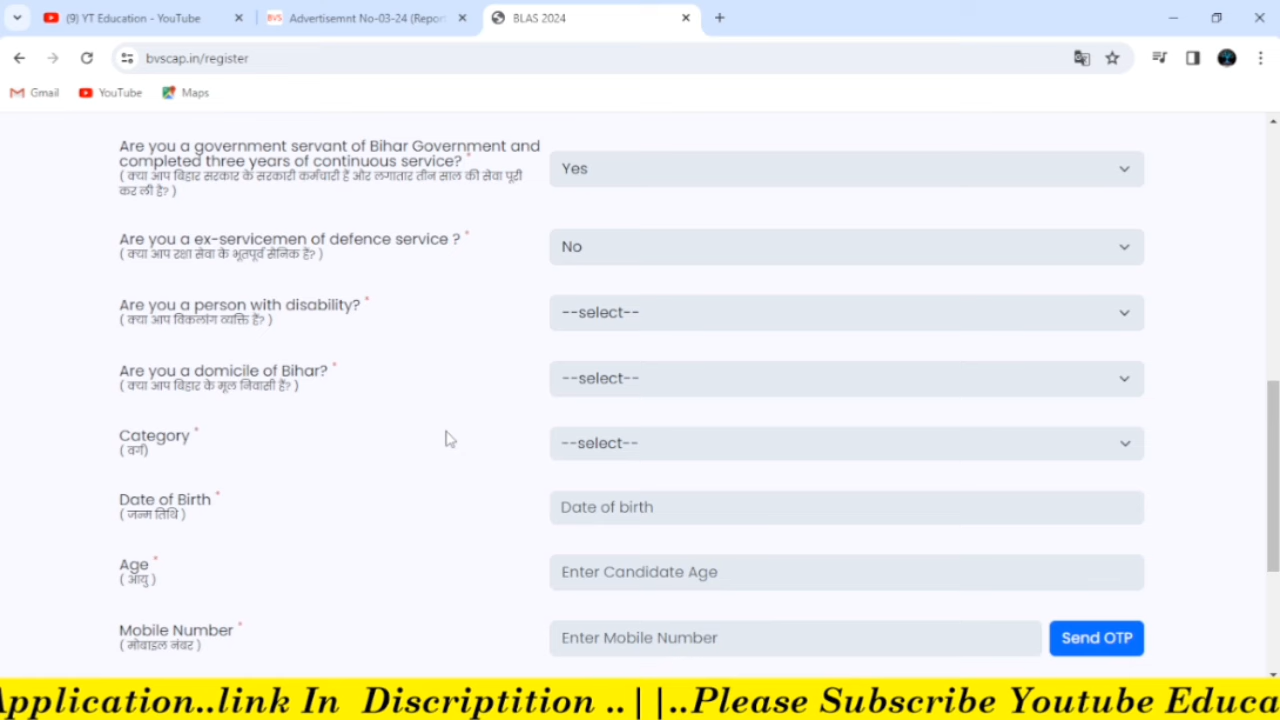 (9) YT Education - YouTube
Advertisemnt No-03-24 (Repor
BLAS 2024
bvscap.in/register
Gmail
YouTube
Maps
Are you a government servant of Bihar Government and
completed three years of continuous service? *
( क्या आप बिहार सरकार के सरकारी कर्मचारी हैं और लगातार तीन साल की सेवा पूरी
कर ली है? )
Yes
Are you a ex-servicemen of defence service ? *
( क्या आप रक्षा सेवा के भूतपूर्व सैनिक हैं? )
No
Are you a person with disability? *
( क्या आप विकलांग व्यक्ति हैं? )
--select--
Are you a domicile of Bihar? *
( क्या आप बिहार के मूल निवासी हैं? )
--select--
Category *
( वर्ग)
--select--
Date of Birth *
( जन्म तिथि )
Date of birth
Age *
( आयु )
Enter Candidate Age
Mobile Number *
( मोबाइल नंबर )
Enter Mobile Number
Send OTP
Application..link In Discriptition ..||..Please Subscribe Youtube Educa